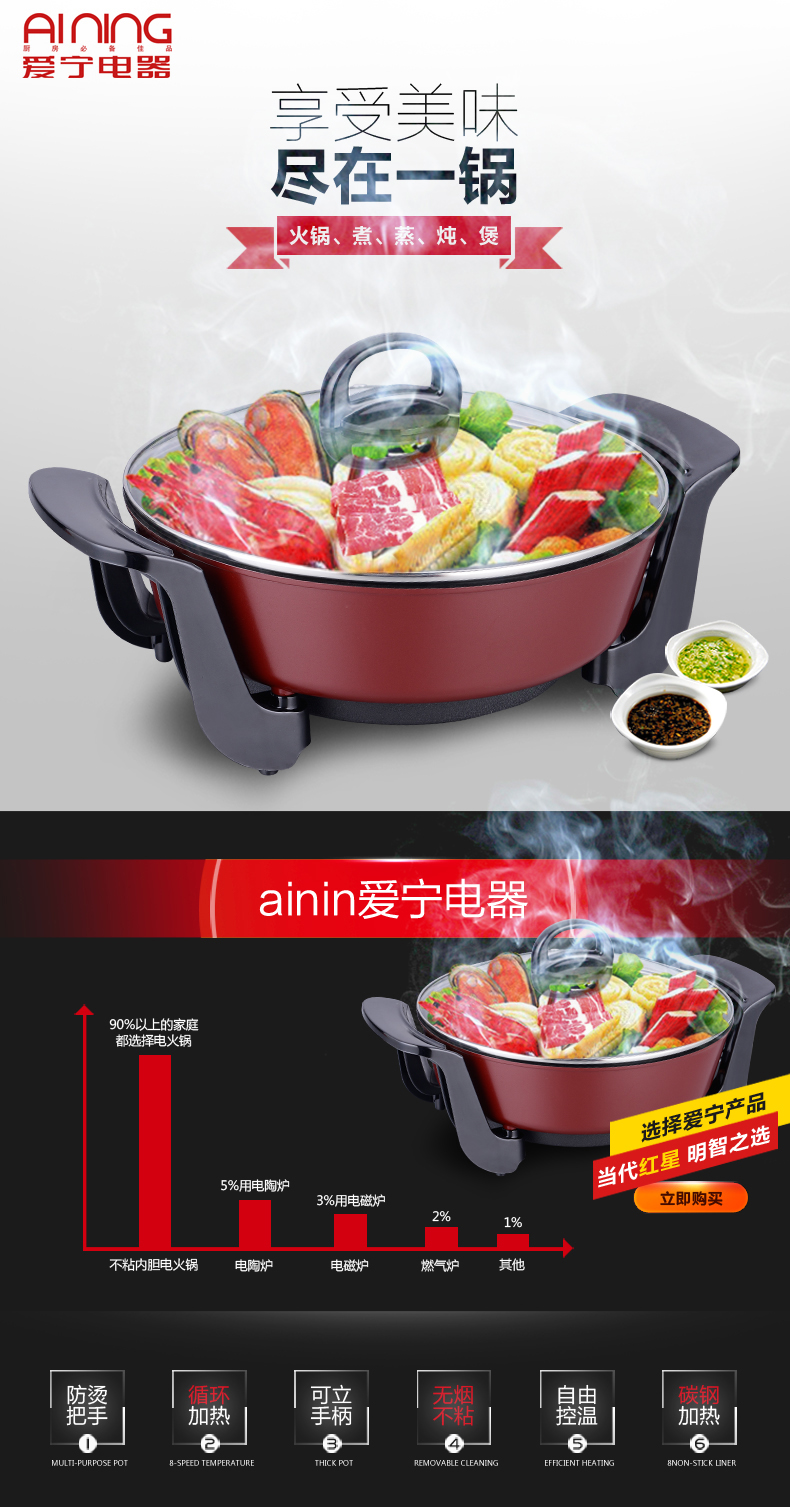 AINING
厨房必备佳品
爱宁电器
享受美味
尽在一锅
火锅、煮、蒸、炖、煲
ainin爱宁电器
90%以上的家庭
都选择电火锅
5%用电陶炉
3%用电磁炉
2%
1%
不粘内胆电火锅
电陶炉
电磁炉
燃气炉
其他
选择爱宁产品
当代红星 明智之选
立即购买
防烫
把手
1
MULTI-PURPOSE POT
循环
加热
2
8-SPEED TEMPERATURE
可立
手柄
3
THICK POT
无烟
不粘
4
REMOVABLE CLEANING
自由
控温
5
EFFICIENT HEATING
碳钢
加热
6
8NON-STICK LINER